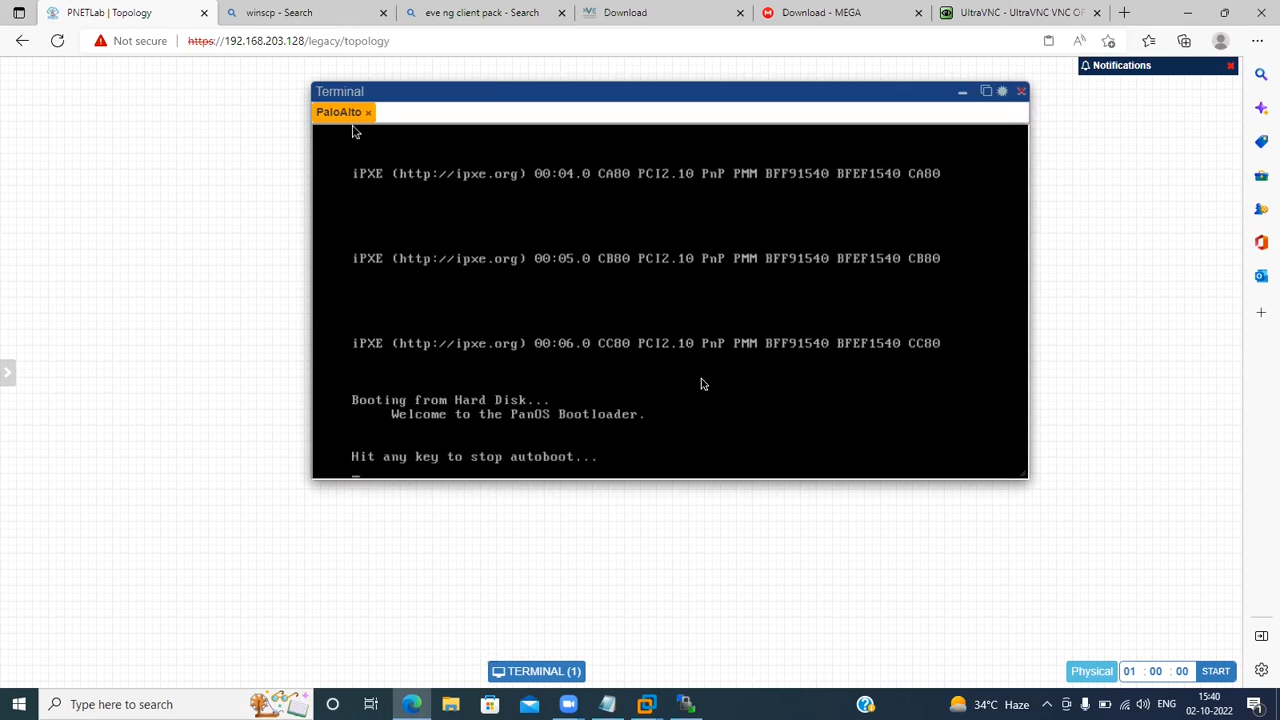 PNETLab | Topology
winscp - Search
eve ng client pack - Search
Download
Download - MEGA
UltraVNC - UltraVNC VNC OF
Not secure
https://192.168.203.128/legacy/topology
Notifications
Terminal
PaloAlto
iPXE (http://ipxe.org) 00:04.0 CA80 PCI2.10 PnP PMM BFF91540 BFEF1540 CA80
iPXE (http://ipxe.org) 00:05.0 CB80 PCI2.10 PnP PMM BFF91540 BFEF1540 CB80
iPXE (http://ipxe.org) 00:06.0 CC80 PCI2.10 PnP PMM BFF91540 BFEF1540 CC80
Booting from Hard Disk...
Welcome to the PanOS Bootloader.
Hit any key to stop autoboot...
TERMINAL (1)
Physical
01 : 00 : 00
START
Type here to search
34°C Haze
ENG
15:40
02-10-2022